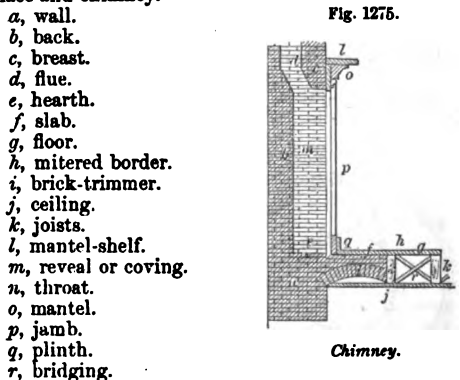 a, wall.
b, back.
c, breast.
d, flue.
e, hearth.
f, slab.
g, floor.
h, mitered border.
i, brick-trimmer.
j, ceiling.
k, joists.
l, mantel-shelf.
m, reveal or coving.
n, throat.
o, mantel.
p, jamb.
q, plinth.
r, bridging.
Fig. 1275.
l
d
o
m
p
q
f
h
g
k
j
Chimney.